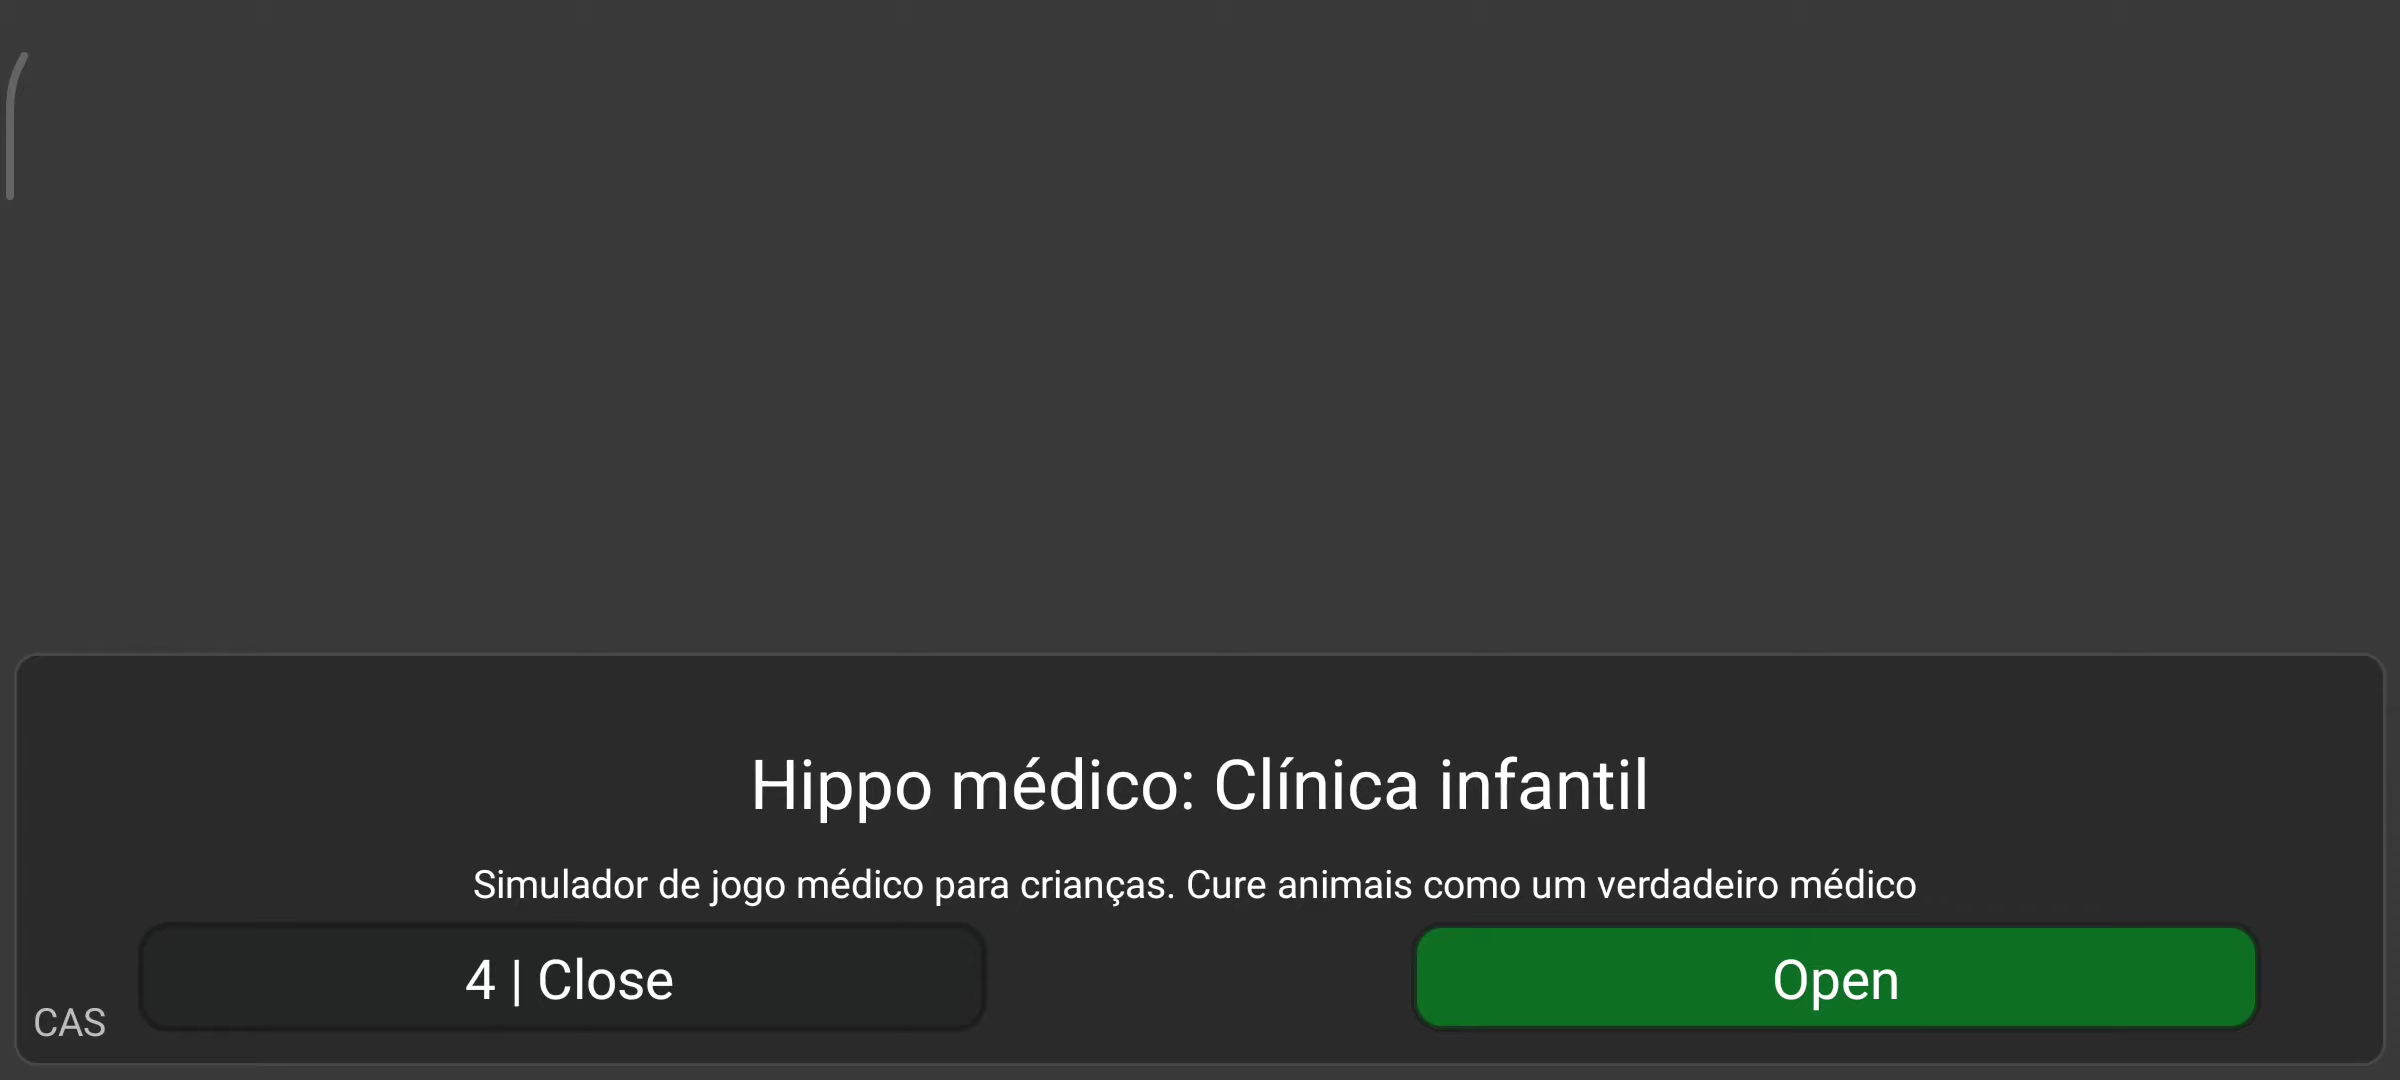 Hippo médico: Clínica infantil
Simulador de jogo médico para crianças. Cure animais como um verdadeiro médico
4 | Close
Open
CAS